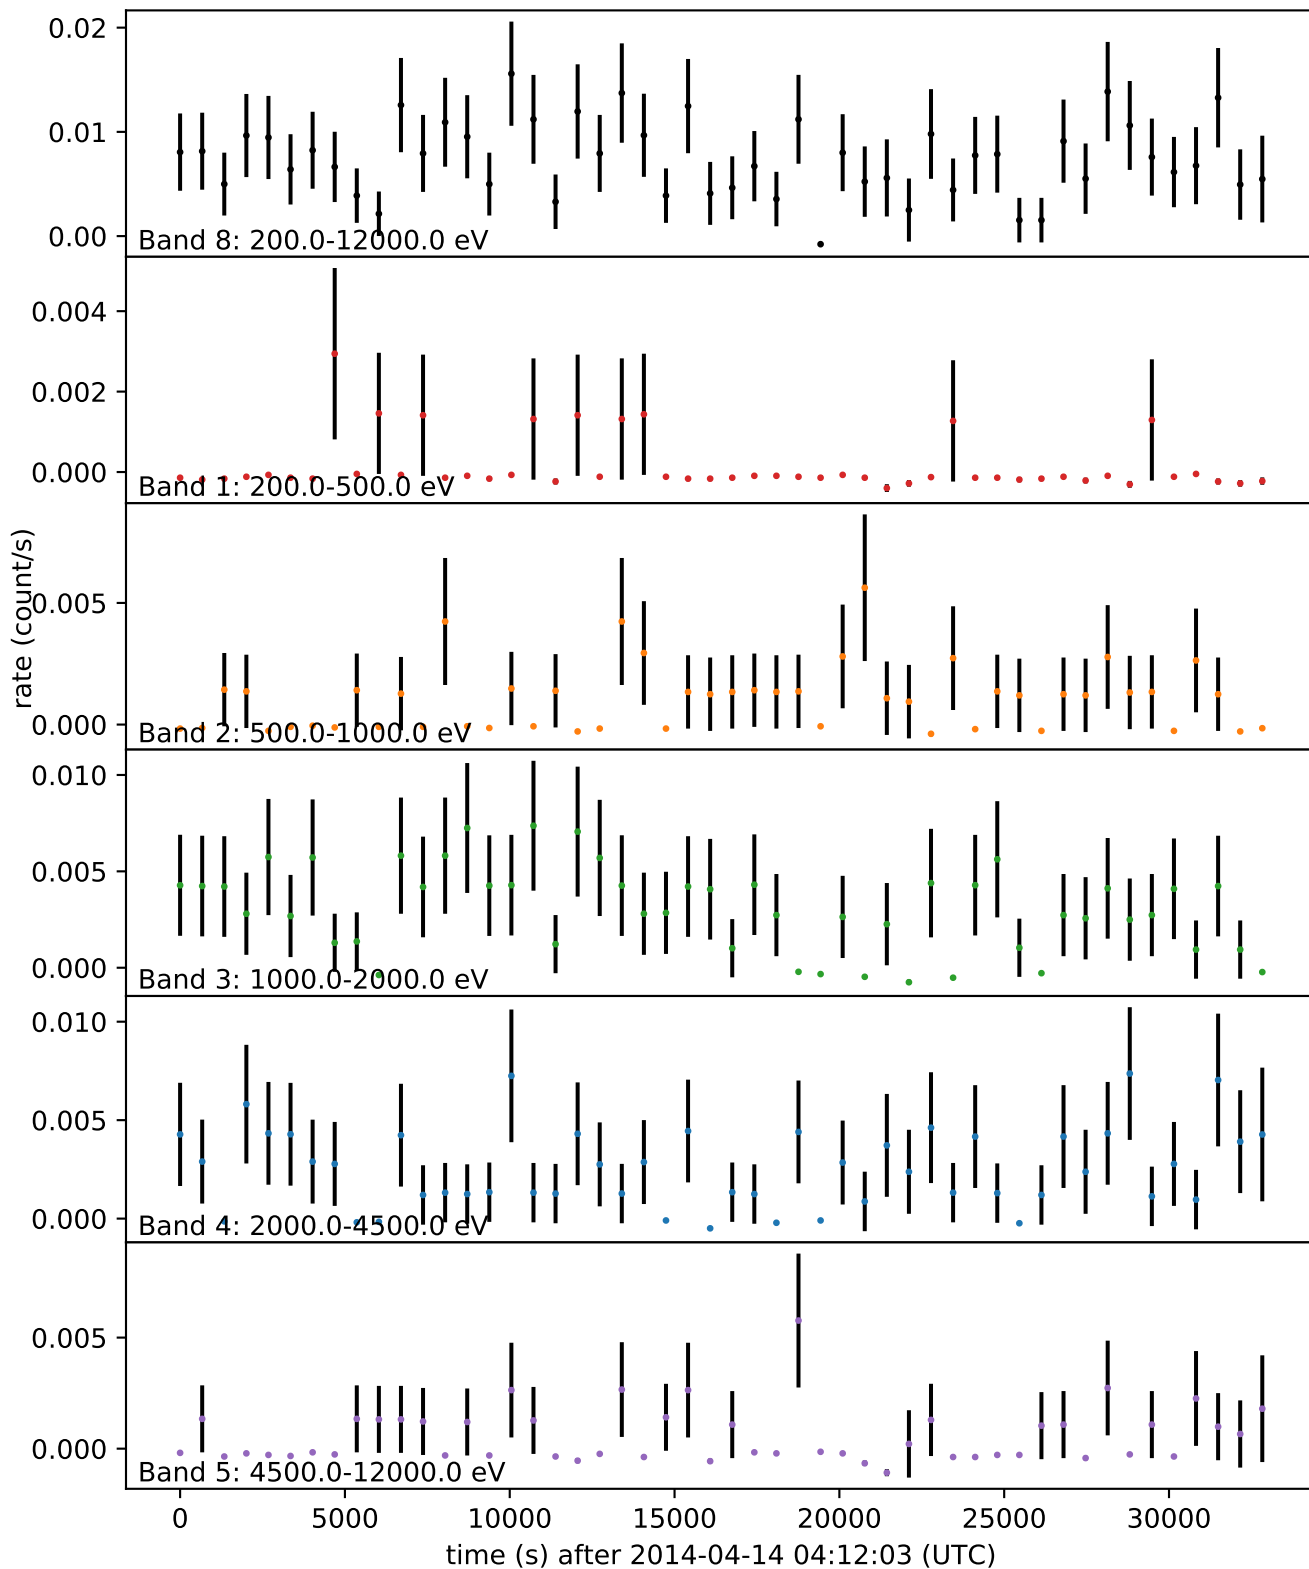 0.02
0.01
0.00
Band 8: 200.0-12000.0 eV
0.004
0.002
0.000
Band 1: 200.0-500.0 eV
rate (count/s)
0.005
0.000
Band 2: 500.0-1000.0 eV
0.010
0.005
0.000
Band 3: 1000.0-2000.0 eV
0.010
0.005
0.000
Band 4: 2000.0-4500.0 eV
0.005
0.000
Band 5: 4500.0-12000.0 eV
0 5000 10000 15000 20000 25000 30000
time (s) after 2014-04-14 04:12:03 (UTC)